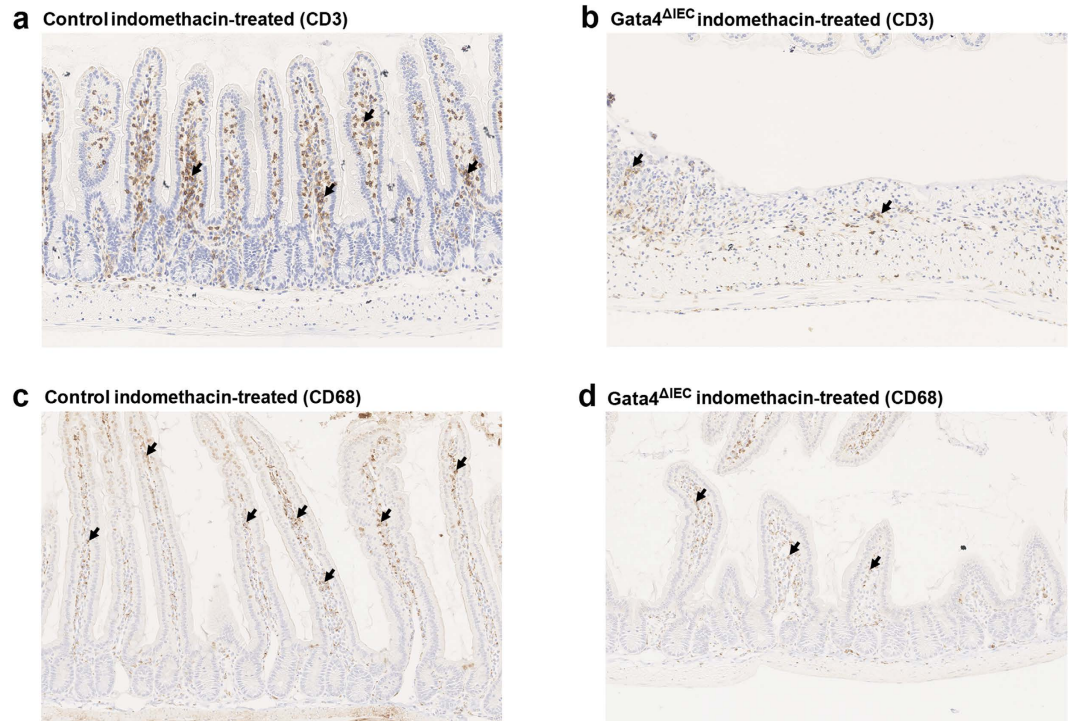 a Control indomethacin-treated (CD3)
b Gata4ΔIEC indomethacin-treated (CD3)
c Control indomethacin-treated (CD68)
d Gata4ΔIEC indomethacin-treated (CD68)